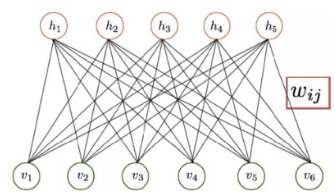 h₁ h₂ h₃ h₄ h₅
wᵢⱼ
v₁ v₂ v₃ v₄ v₅ v₆